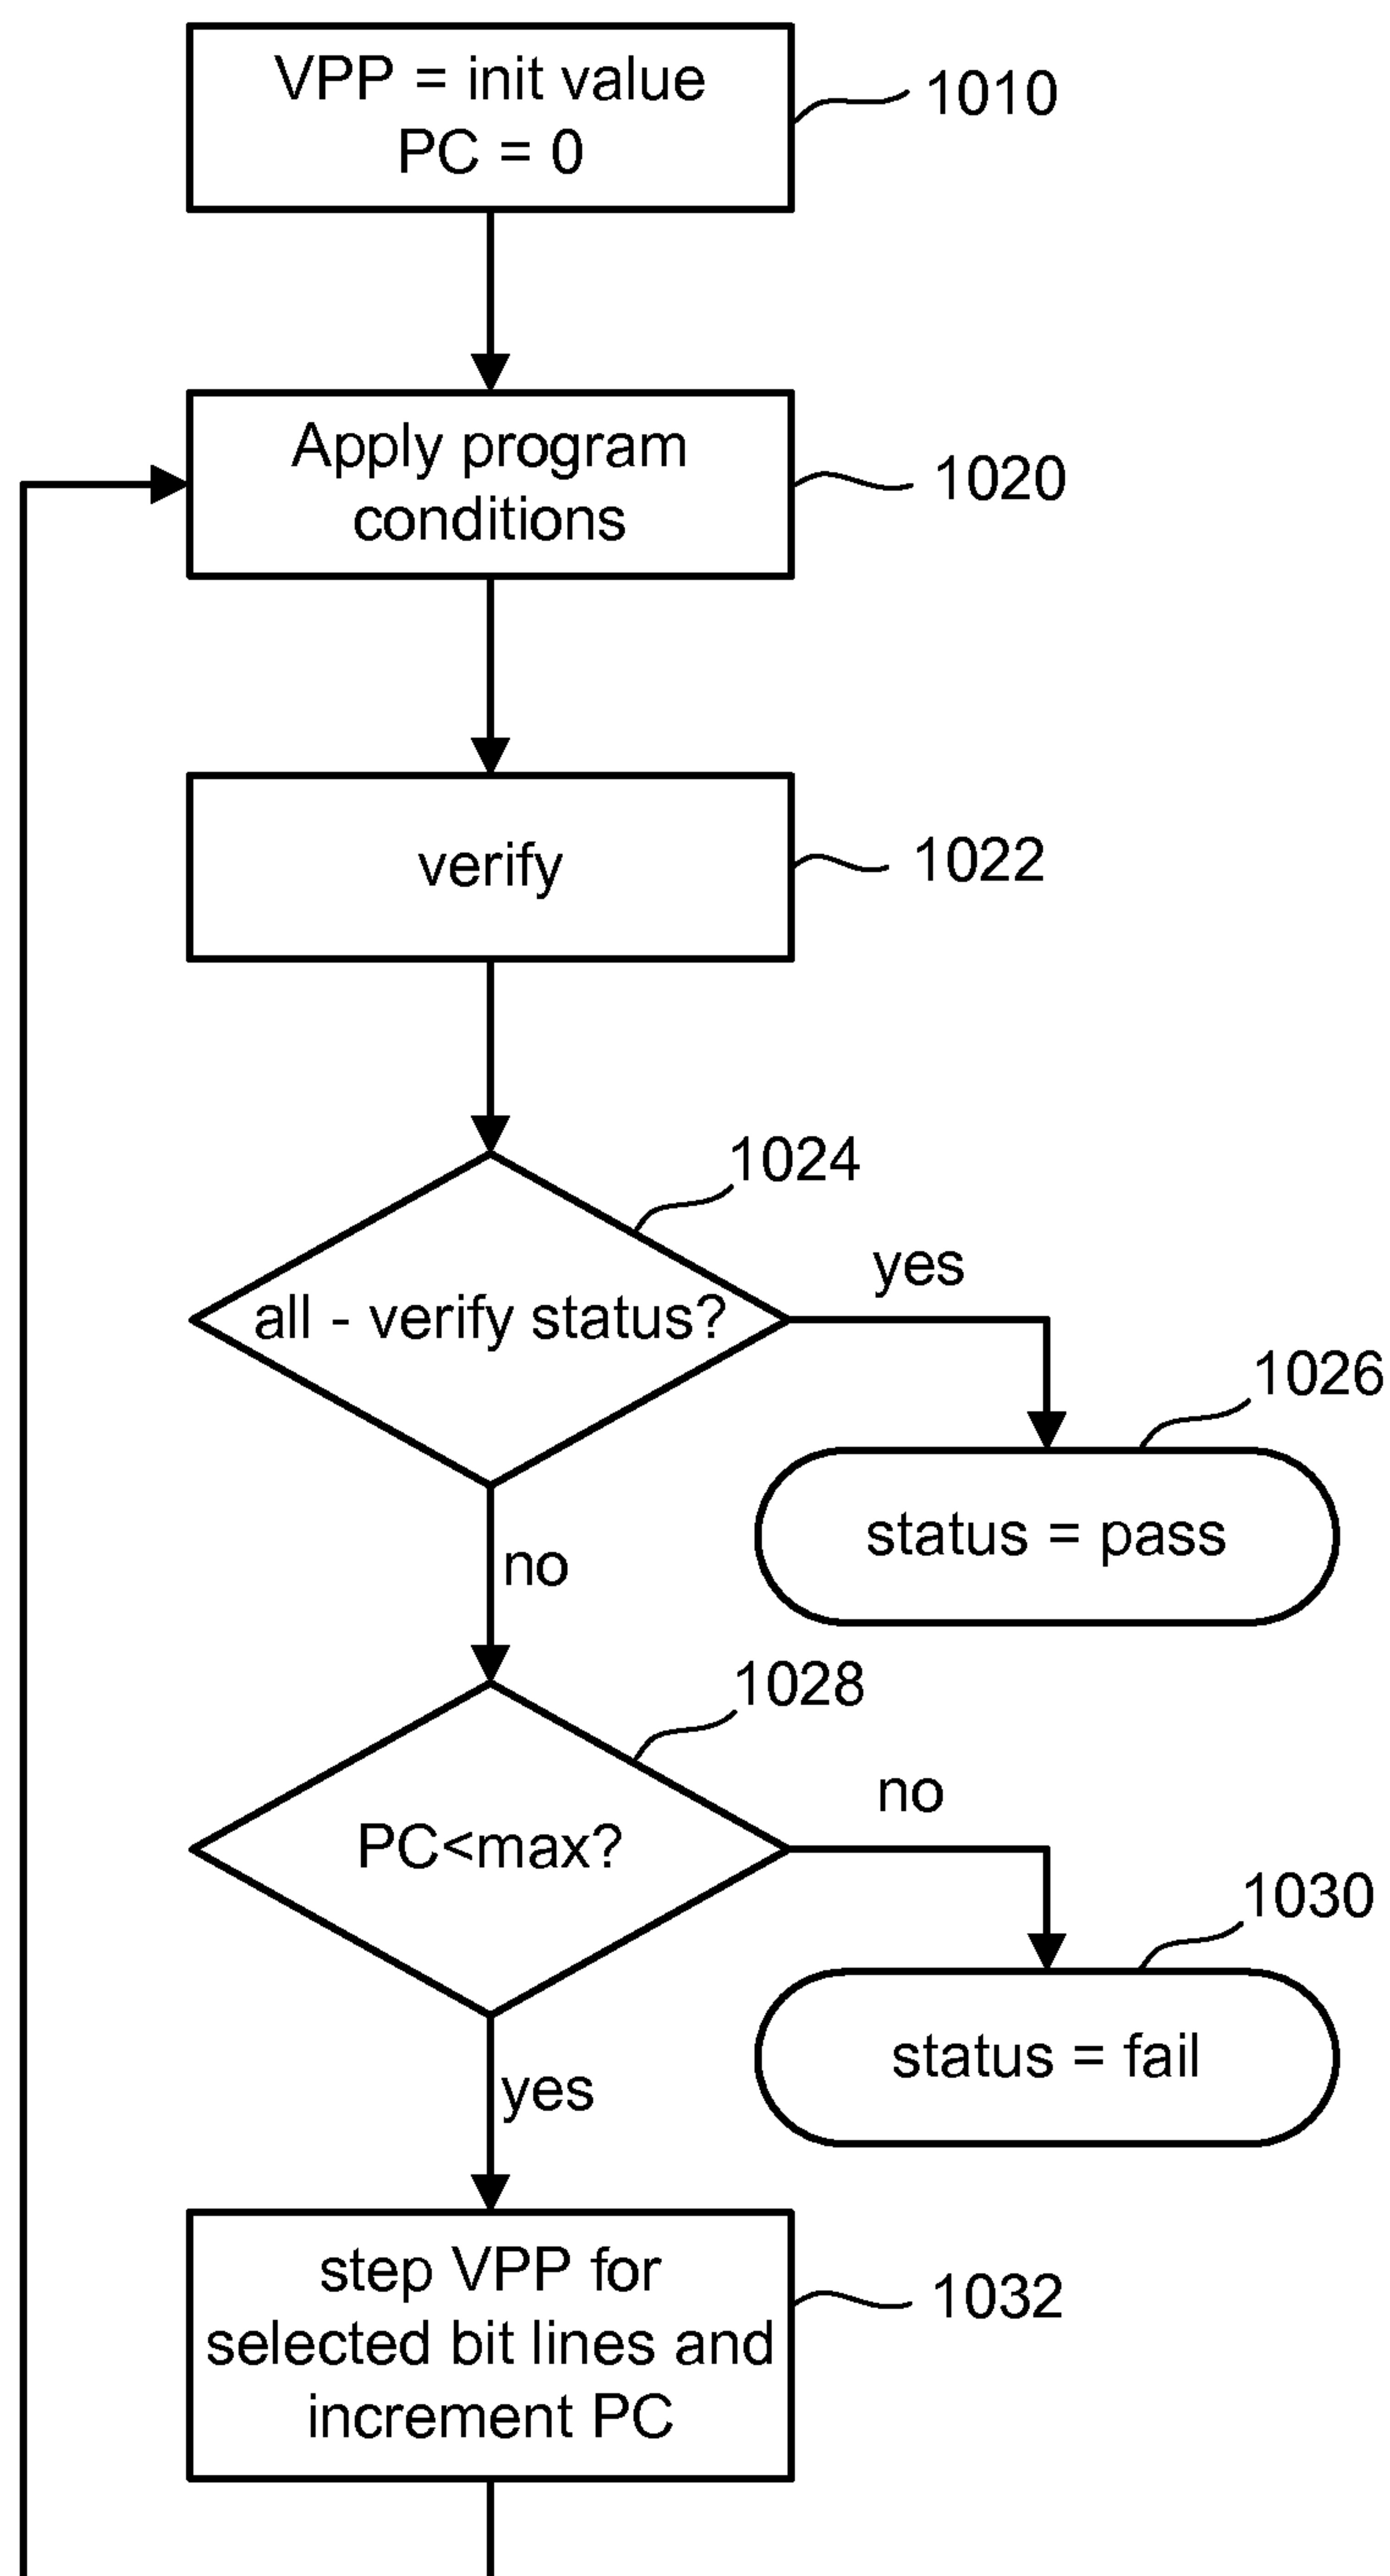 VPP = init value
PC = 0
1010
Apply program
conditions
1020
verify
1022
1024
all - verify status?
yes
1026
status = pass
no
1028
PC<max?
no
1030
status = fail
yes
step VPP for
selected bit lines and
increment PC
1032